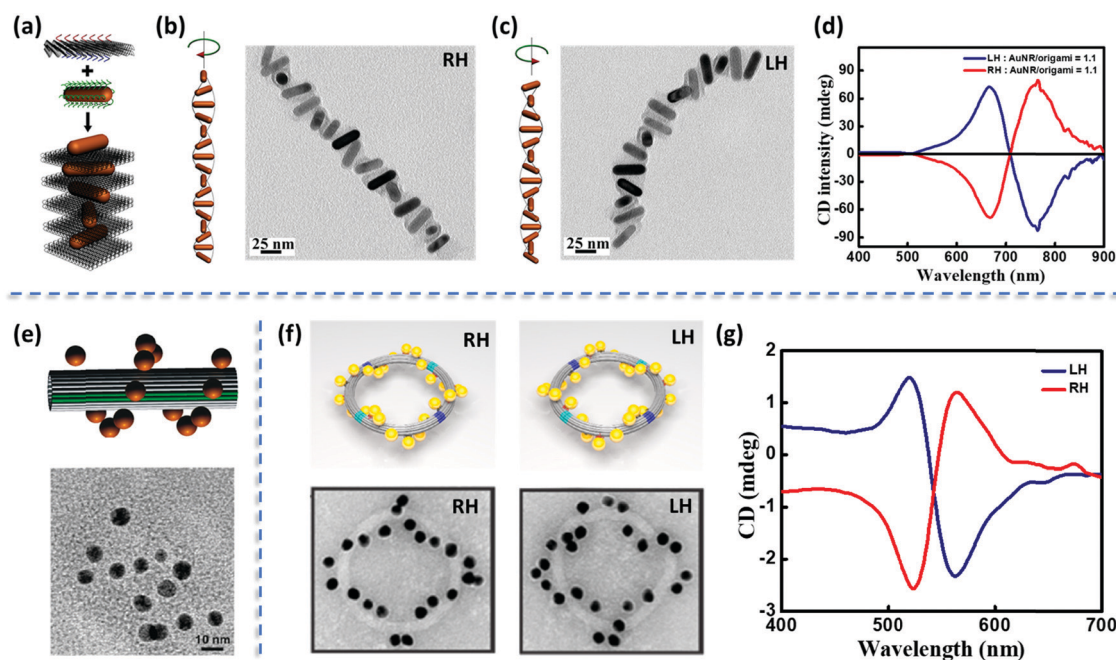 (a)
+
(b)
RH
25 nm
(c)
LH
25 nm
(d)
LH : AuNR/origami = 1.1
RH : AuNR/origami = 1.1
CD intensity (mdeg)
90
60
30
0
-30
-60
-90
400 500 600 700 800 900
Wavelength (nm)
(e)
10 nm
(f)
RH
LH
RH
LH
(g)
LH
RH
CD (mdeg)
2
1
0
-1
-2
-3
400 500 600 700
Wavelength (nm)